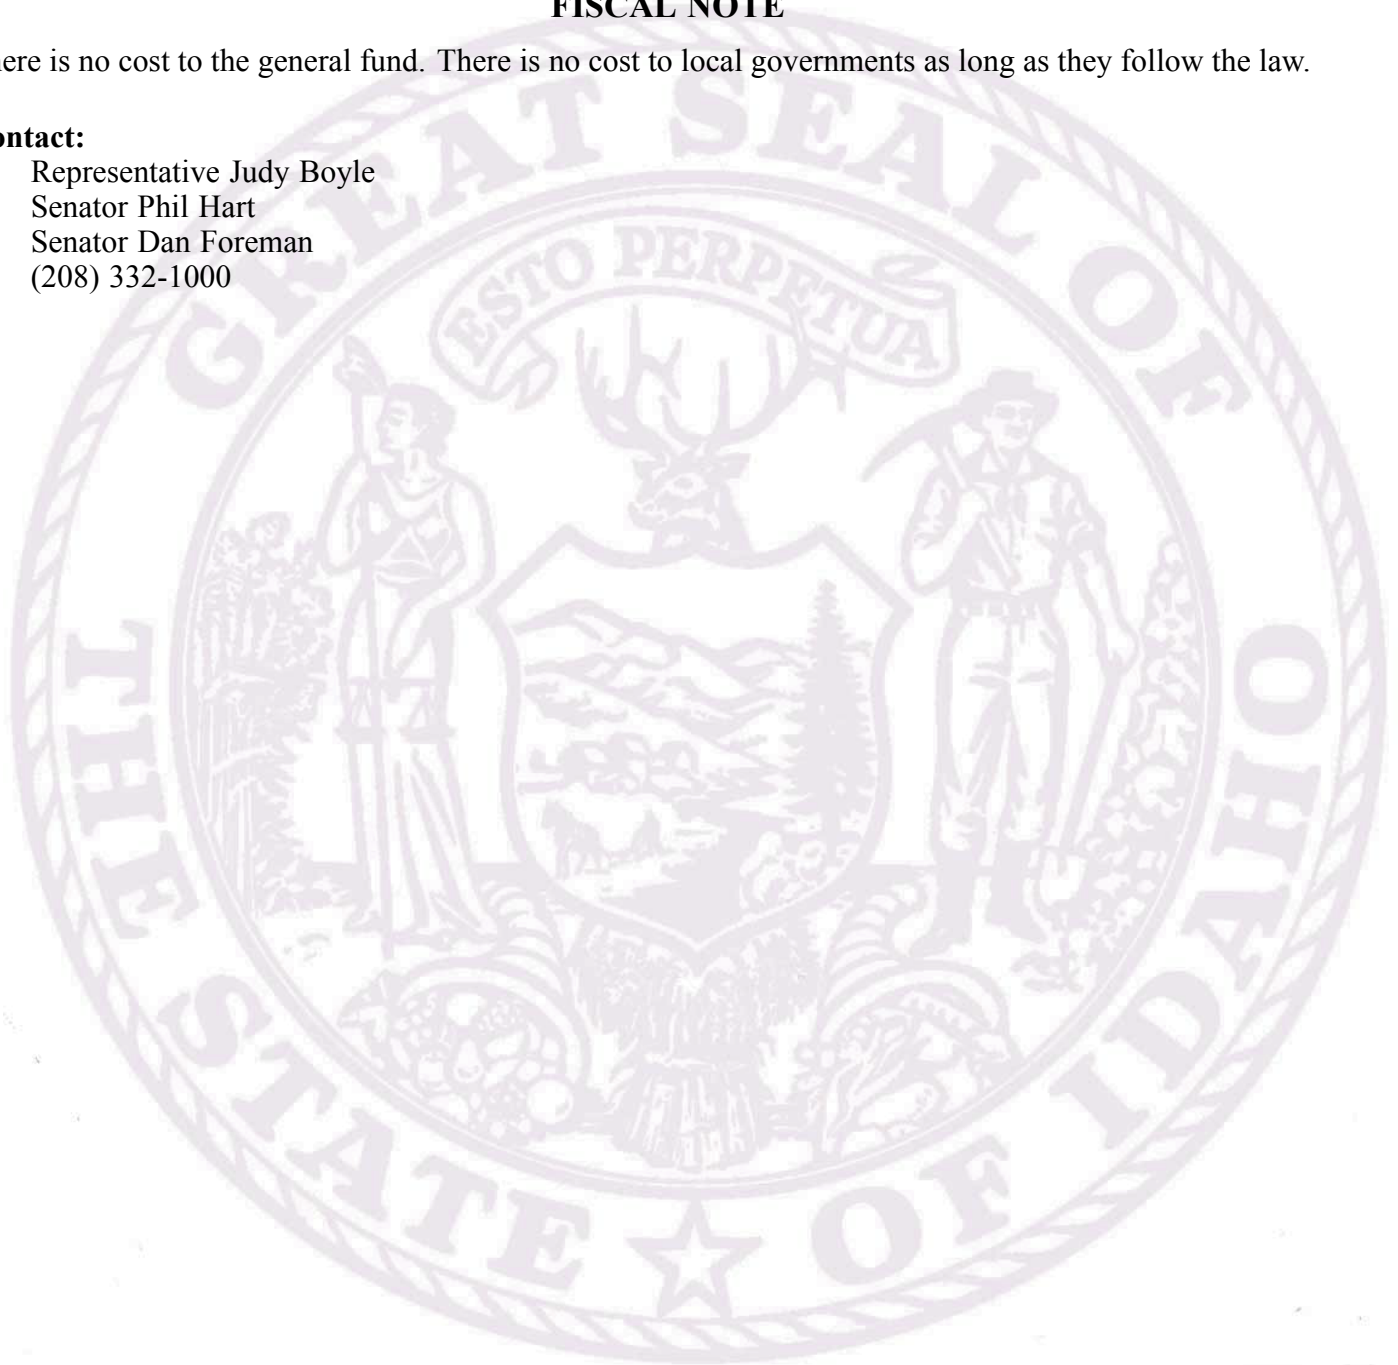 FISCAL NOTE
here is no cost to the general fund. There is no cost to local governments as long as they follow the law.
ontact:
Representative Judy Boyle
Senator Phil Hart
Senator Dan Foreman
(208) 332-1000
GREAT SEAL OF
ESTO PERPETUA
THE
STATE OF IDAHO